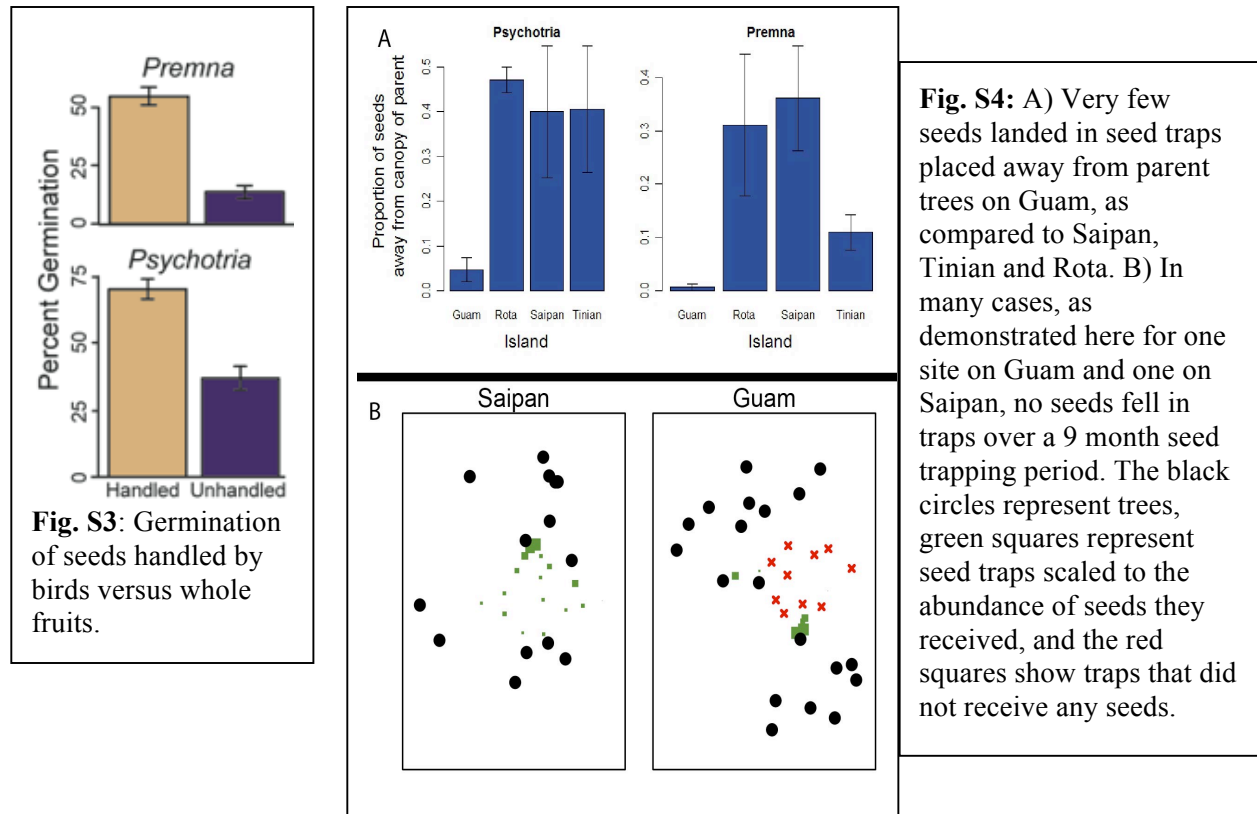 Premna
50
25
0
Percent Germination
Psychotria
75
50
25
0
Handled Unhandled
Fig. S3: Germination
of seeds handled by
birds versus whole
fruits.
A
Psychotria
Proportion of seeds
away from canopy of parent
0.5
0.4
0.3
0.2
0.1
0.0
Guam Rota Saipan Tinian
Island
Premna
0.4
0.3
0.2
0.1
0.0
Guam Rota Saipan Tinian
Island
B
Saipan
Guam
Fig. S4: A) Very few
seeds landed in seed traps
placed away from parent
trees on Guam, as
compared to Saipan,
Tinian and Rota. B) In
many cases, as
demonstrated here for one
site on Guam and one on
Saipan, no seeds fell in
traps over a 9 month seed
trapping period. The black
circles represent trees,
green squares represent
seed traps scaled to the
abundance of seeds they
received, and the red
squares show traps that did
not receive any seeds.